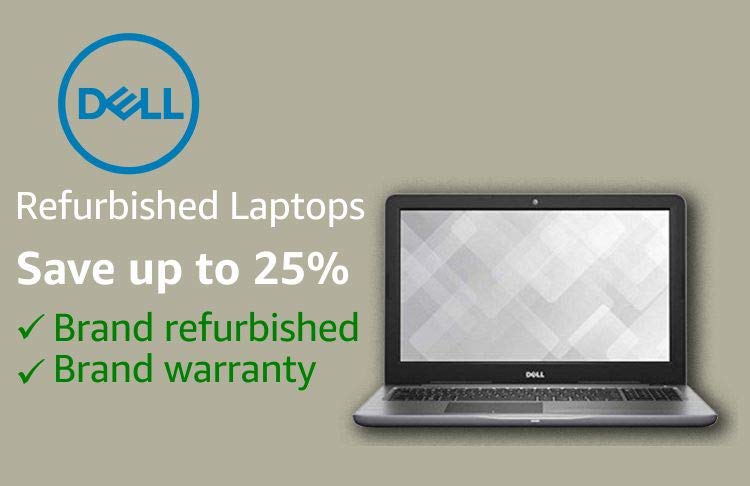 DELL
Refurbished Laptops
Save up to 25%
✓ Brand refurbished
✓ Brand warranty
DELL